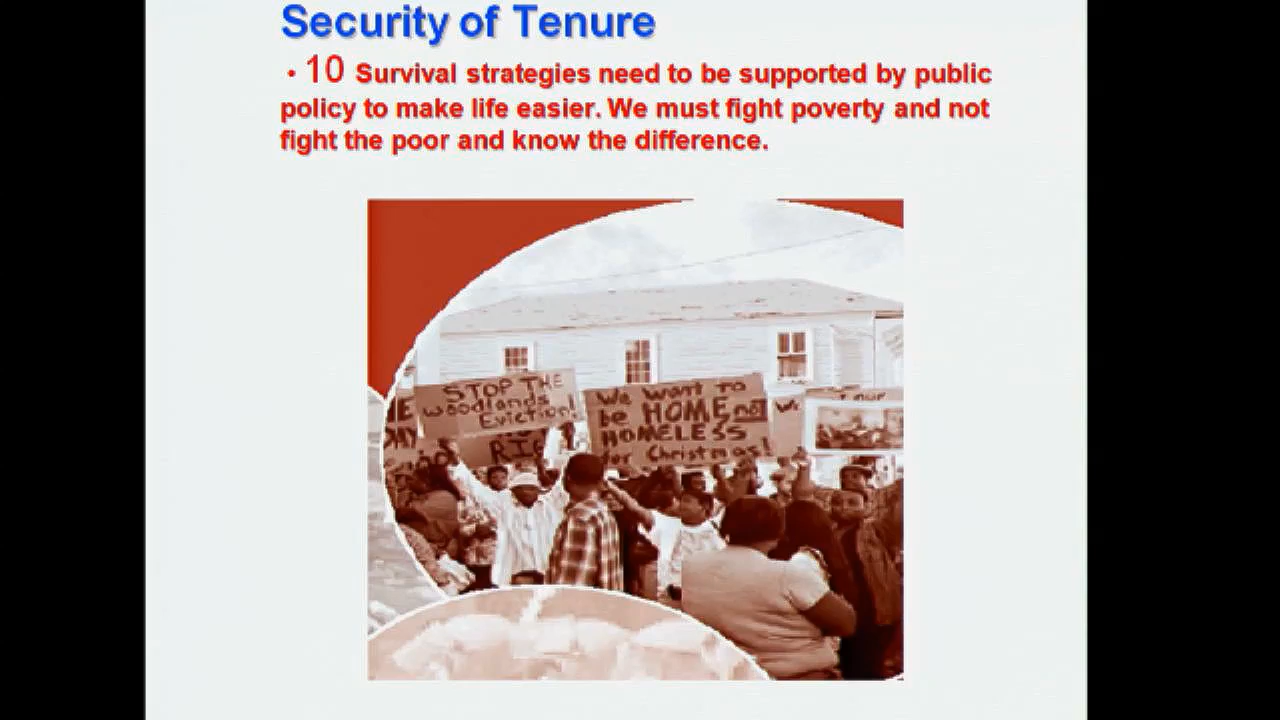 Security of Tenure
• 10 Survival strategies need to be supported by public
policy to make life easier. We must fight poverty and not
fight the poor and know the difference.
STOP THE
Woodlands
Eviction!
We want to
be HOME not
HOMELESS
for Christmas!
We